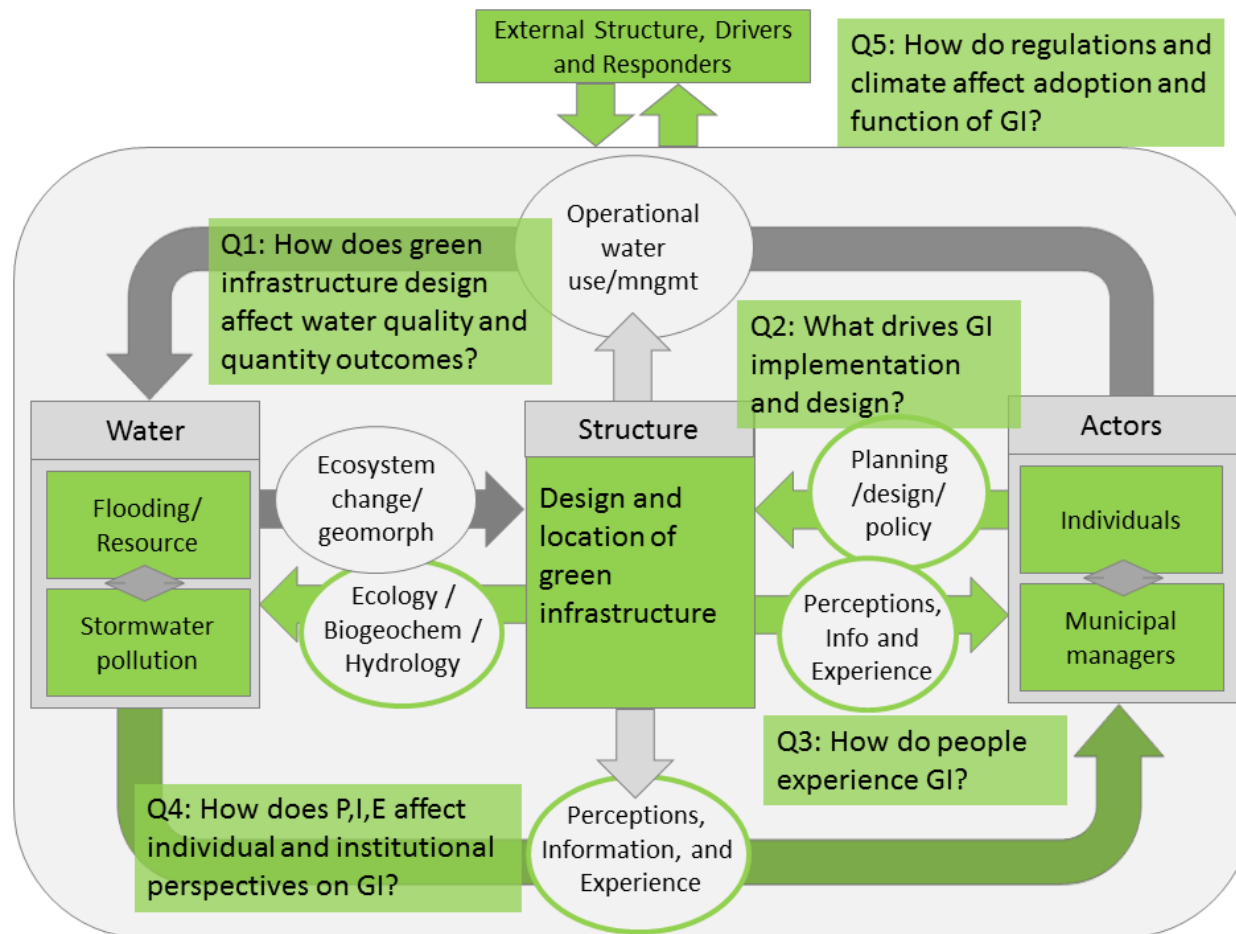 External Structure, Drivers
and Responders
Q5: How do regulations and
climate affect adoption and
function of GI?
Operational
water
use/mngmt
Q1: How does green
infrastructure design
affect water quality and
quantity outcomes?
Q2: What drives GI
implementation
and design?
Water
Flooding/
Resource
Stormwater
pollution
Ecosystem
change/
geomorph
Ecology /
Biogeochem /
Hydrology
Structure
Design and
location of
green
infrastructure
Planning
/design/
policy
Perceptions,
Info and
Experience
Actors
Individuals
Municipal
managers
Q3: How do people
experience GI?
Q4: How does P,I,E affect
individual and institutional
perspectives on GI?
Perceptions,
Information, and
Experience